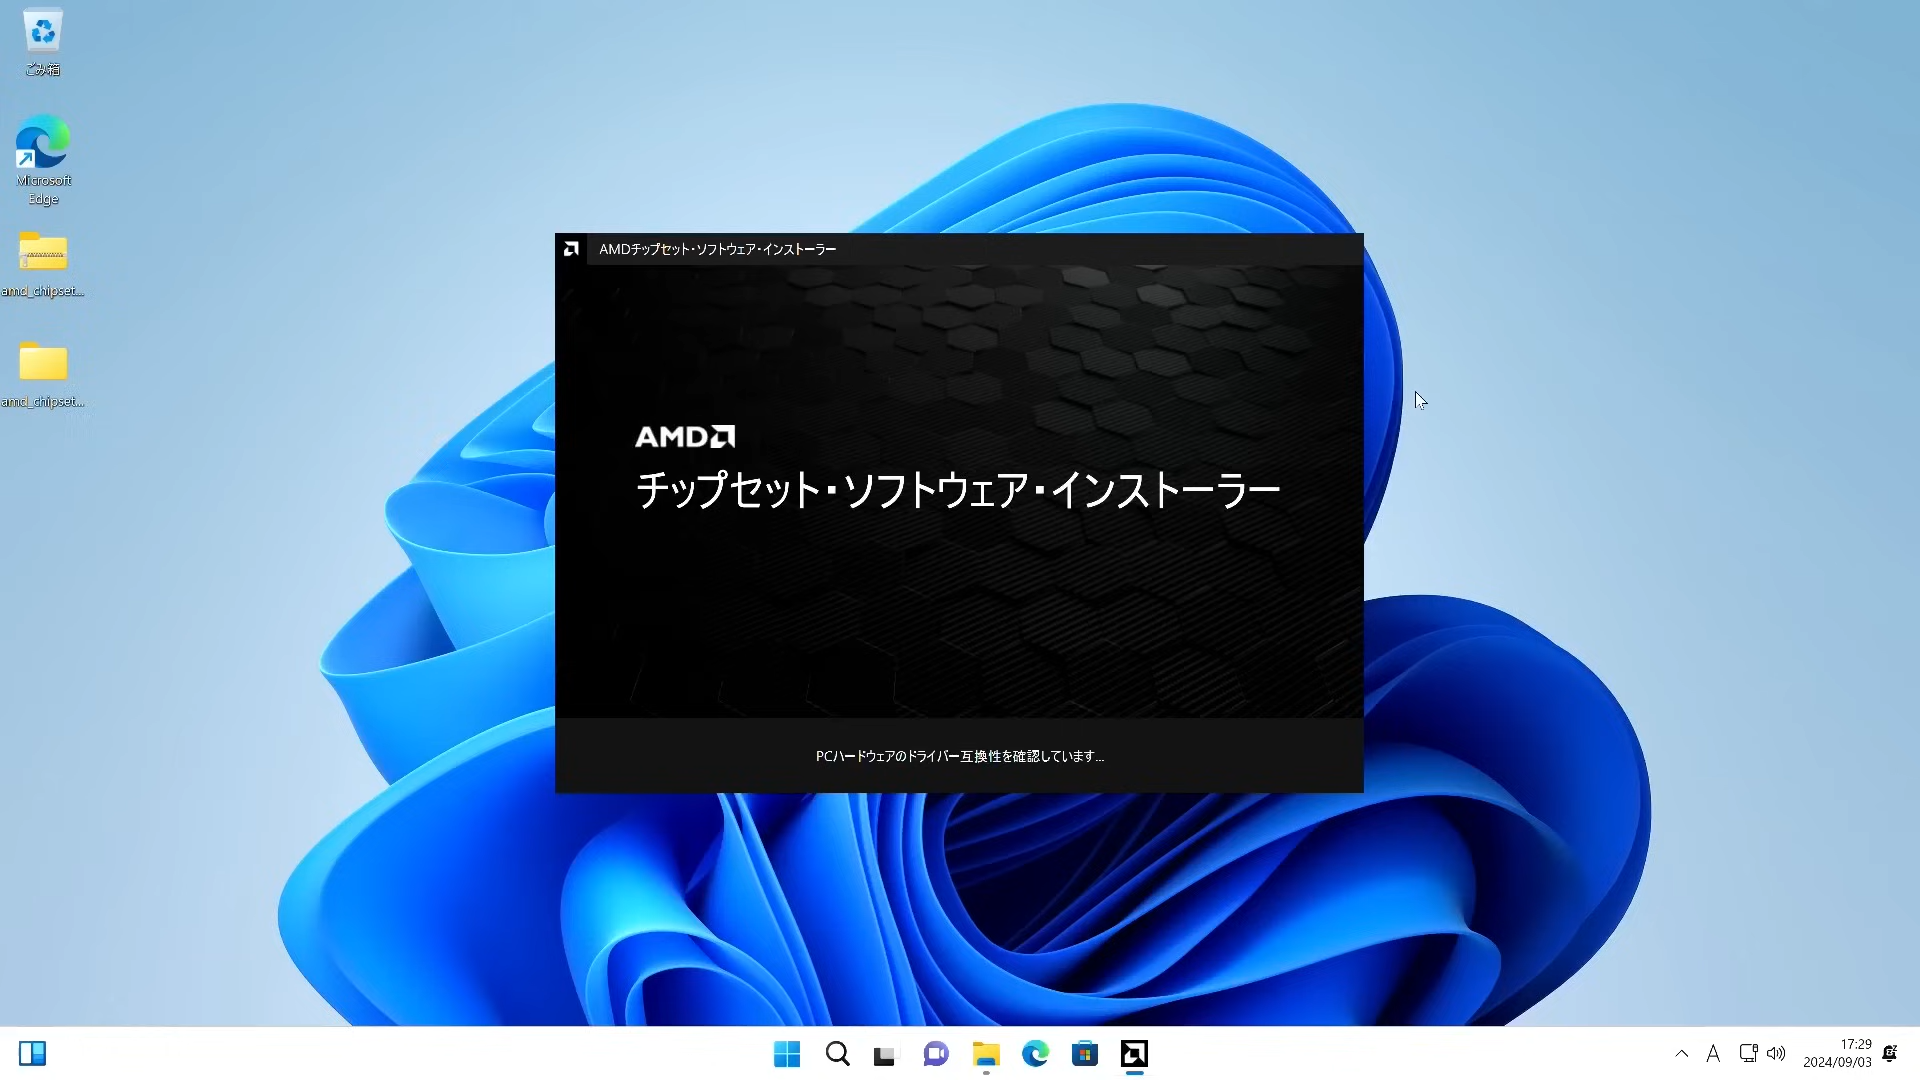 ごみ箱
Microsoft
Edge
amd_chipset...
amd_chipset...
AMDチップセット・ソフトウェア・インストーラー
AMD
チップセット・ソフトウェア・インストーラー
PCハードウェアのドライバー互換性を確認しています...
A
17:29
2024/09/03